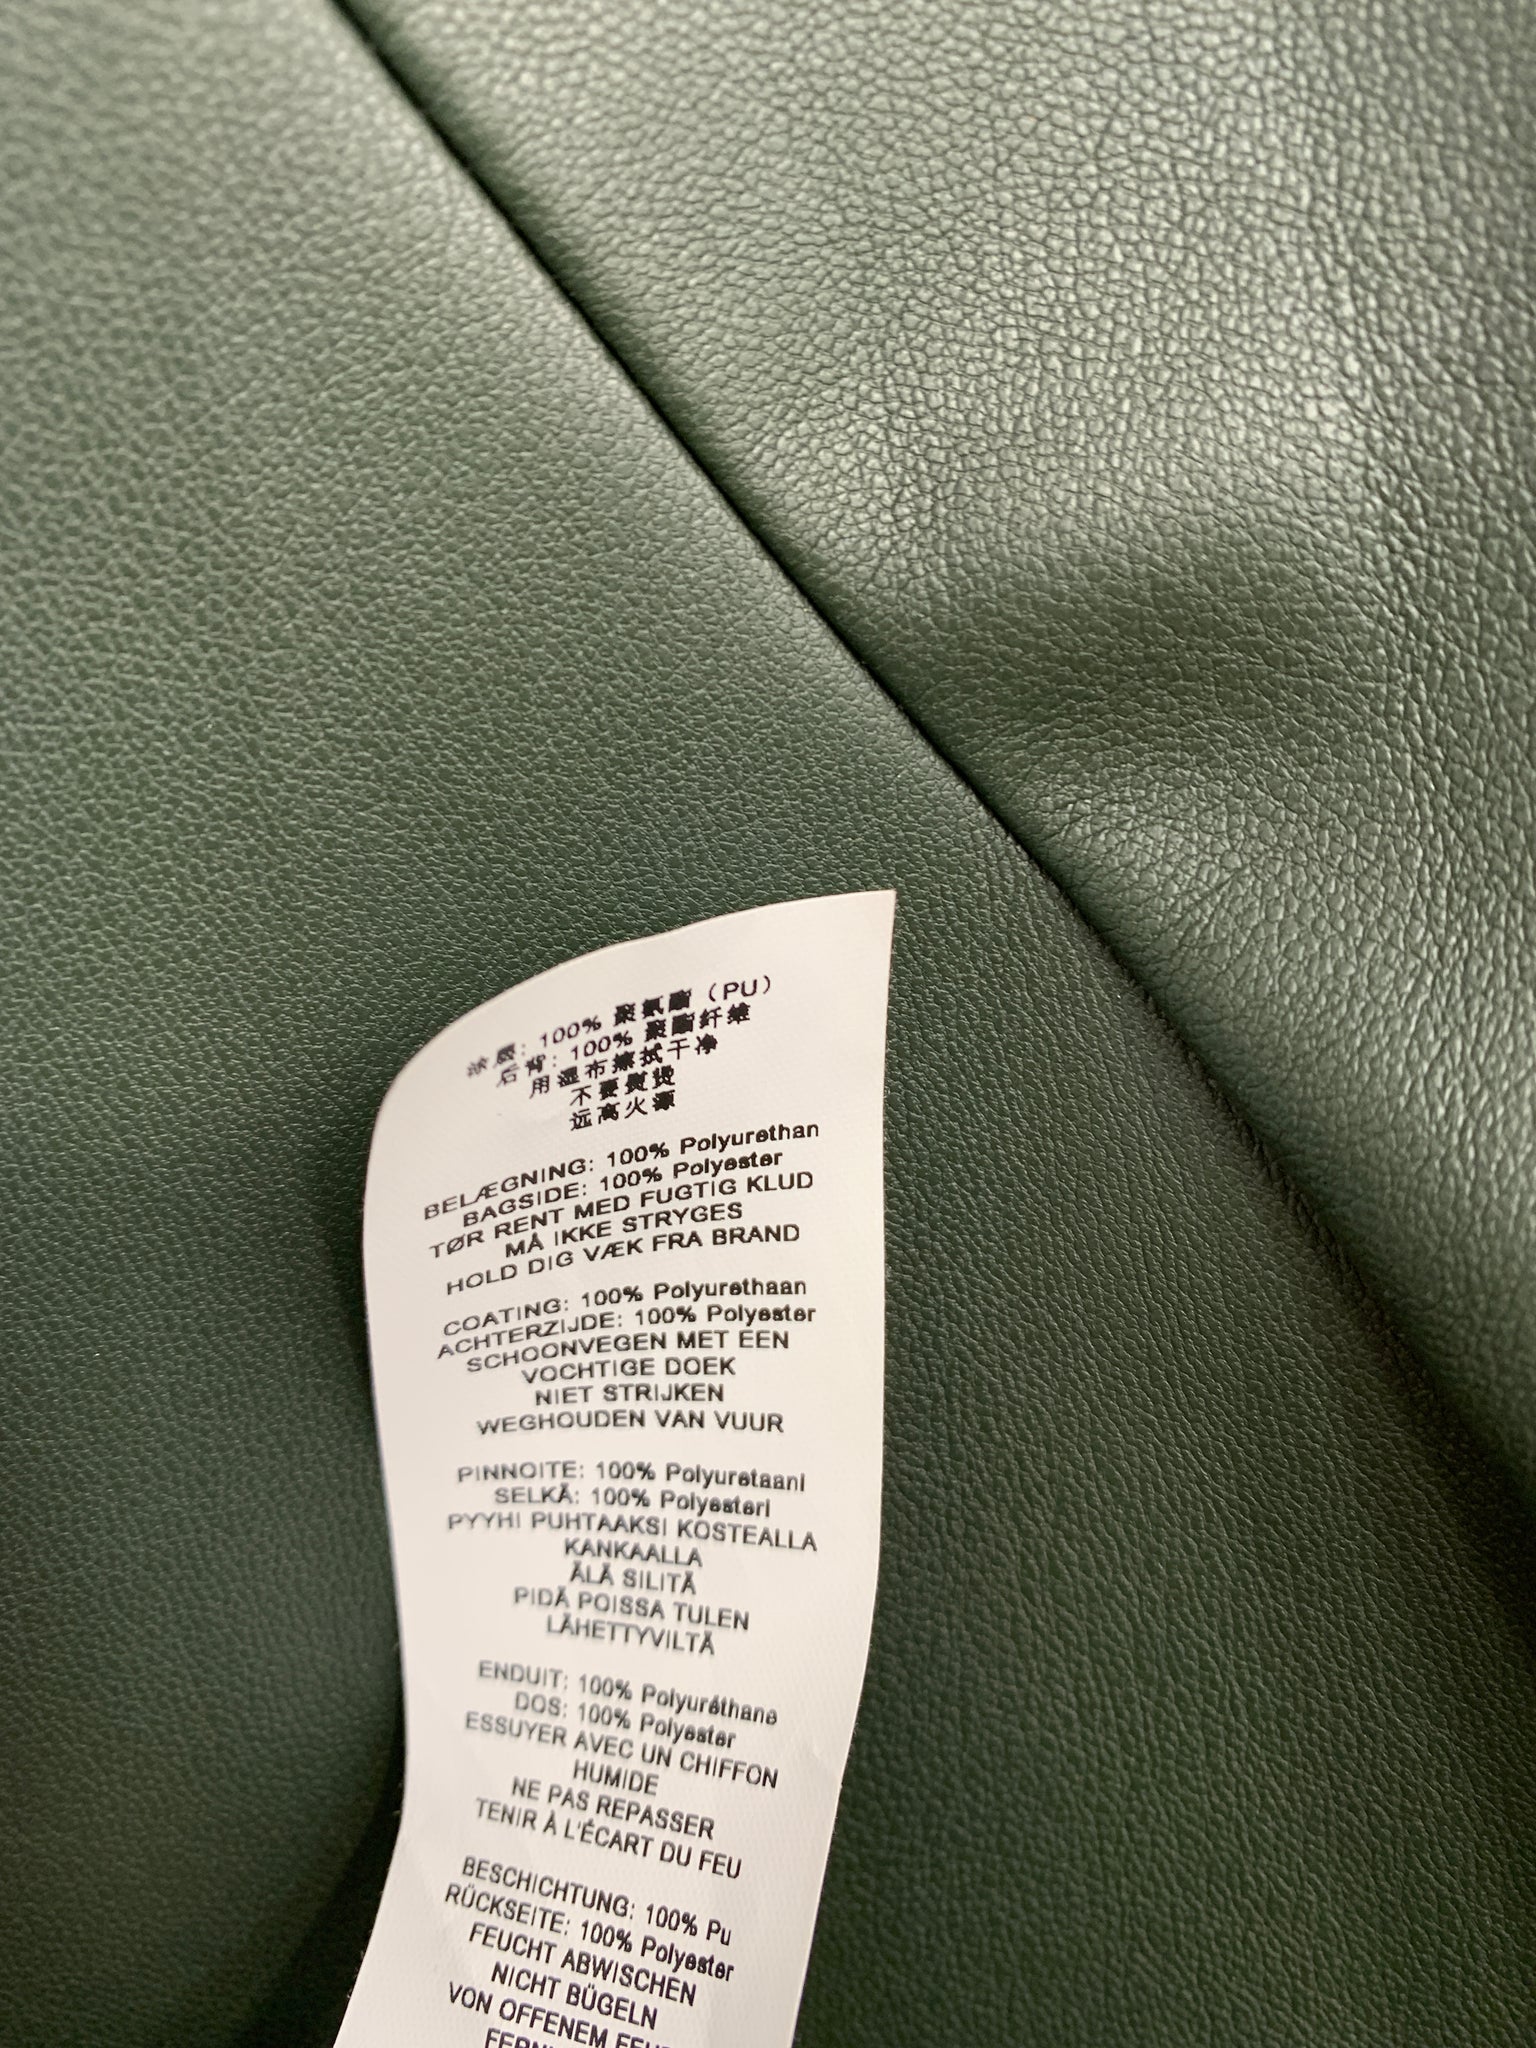 涂层: 100% 聚氨酯（PU）
后背: 100% 聚酯纤维
用湿布擦拭干净
不要熨烫
远离火源
BELÆGNING: 100% Polyurethan
BAGSIDE: 100% Polyester
TØR RENT MED FUGTIG KLUD
MÅ IKKE STRYGES
HOLD DIG VÆK FRA BRAND
COATING: 100% Polyurethaan
ACHTERZIJDE: 100% Polyester
SCHOONVEGEN MET EEN
VOCHTIGE DOEK
NIET STRIJKEN
WEGHOUDEN VAN VUUR
PINNOITE: 100% Polyuretaani
SELKÄ: 100% Polyesteri
PYYHI PUHTAAKSI KOSTEALLA
KANKAALLA
ÄLÄ SILITÄ
PIDÄ POISSA TULEN
LÄHETTYVILTÄ
ENDUIT: 100% Polyuréthane
DOS: 100% Polyester
ESSUYER AVEC UN CHIFFON
HUMIDE
NE PAS REPASSER
TENIR À L'ÉCART DU FEU
BESCHICHTUNG: 100% Pu
RÜCKSEITE: 100% Polyester
FEUCHT ABWISCHEN
NICHT BÜGELN
VON OFFENEM